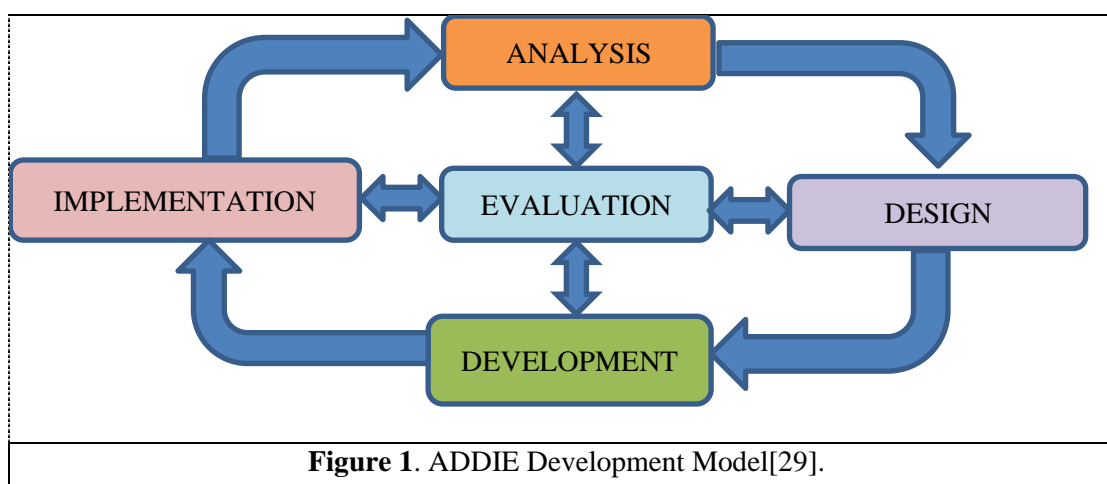 ANALYSIS
IMPLEMENTATION
EVALUATION
DESIGN
DEVELOPMENT
Figure 1. ADDIE Development Model[29].